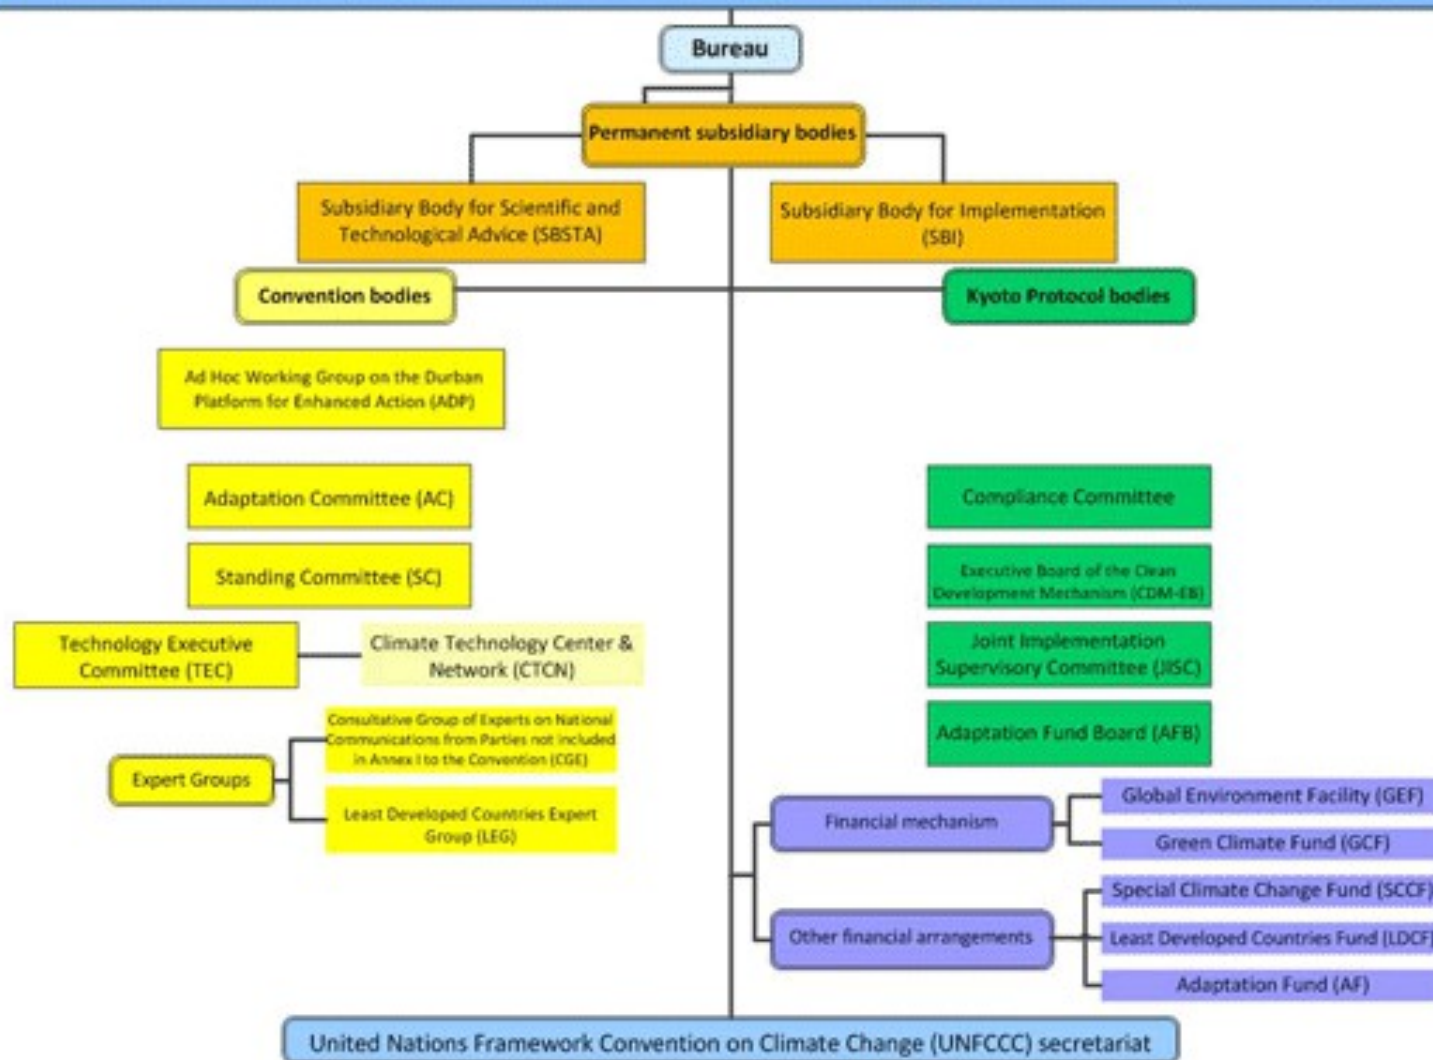 Bureau
Permanent subsidiary bodies
Subsidiary Body for Scientific and
Technological Advice (SBSTA)
Subsidiary Body for Implementation
(SBI)
Convention bodies
Kyoto Protocol bodies
Ad Hoc Working Group on the Durban
Platform for Enhanced Action (ADP)
Adaptation Committee (AC)
Compliance Committee
Standing Committee (SC)
Executive Board of the Clean
Development Mechanism (CDM-EB)
Technology Executive
Committee (TEC)
Climate Technology Center &
Network (CTCN)
Joint Implementation
Supervisory Committee (JISC)
Consultative Group of Experts on National
Communications from Parties not included
in Annex I to the Convention (CGE)
Adaptation Fund Board (AFB)
Expert Groups
Least Developed Countries Expert
Group (LEG)
Financial mechanism
Global Environment Facility (GEF)
Green Climate Fund (GCF)
Other financial arrangements
Special Climate Change Fund (SCCF)
Least Developed Countries Fund (LDCF)
Adaptation Fund (AF)
United Nations Framework Convention on Climate Change (UNFCCC) secretariat